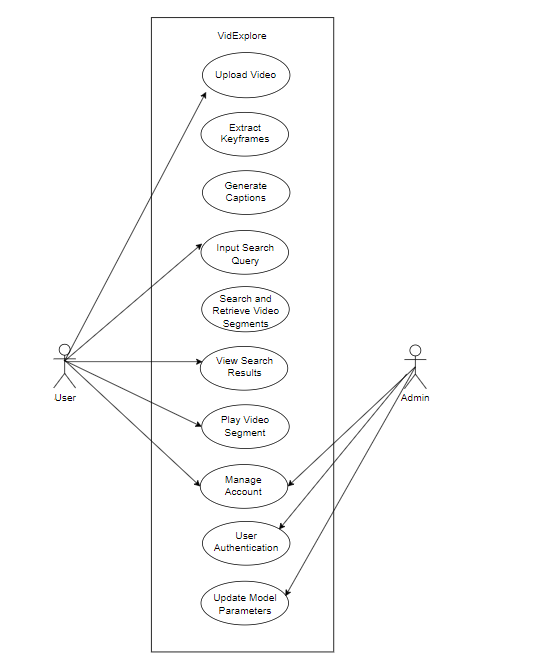 VidExplore
Upload Video
Extract
Keyframes
Generate
Captions
Input Search
Query
Search and
Retrieve Video
Segments
View Search
Results
Play Video
Segment
Manage
Account
User
Authentication
Update Model
Parameters
User
Admin